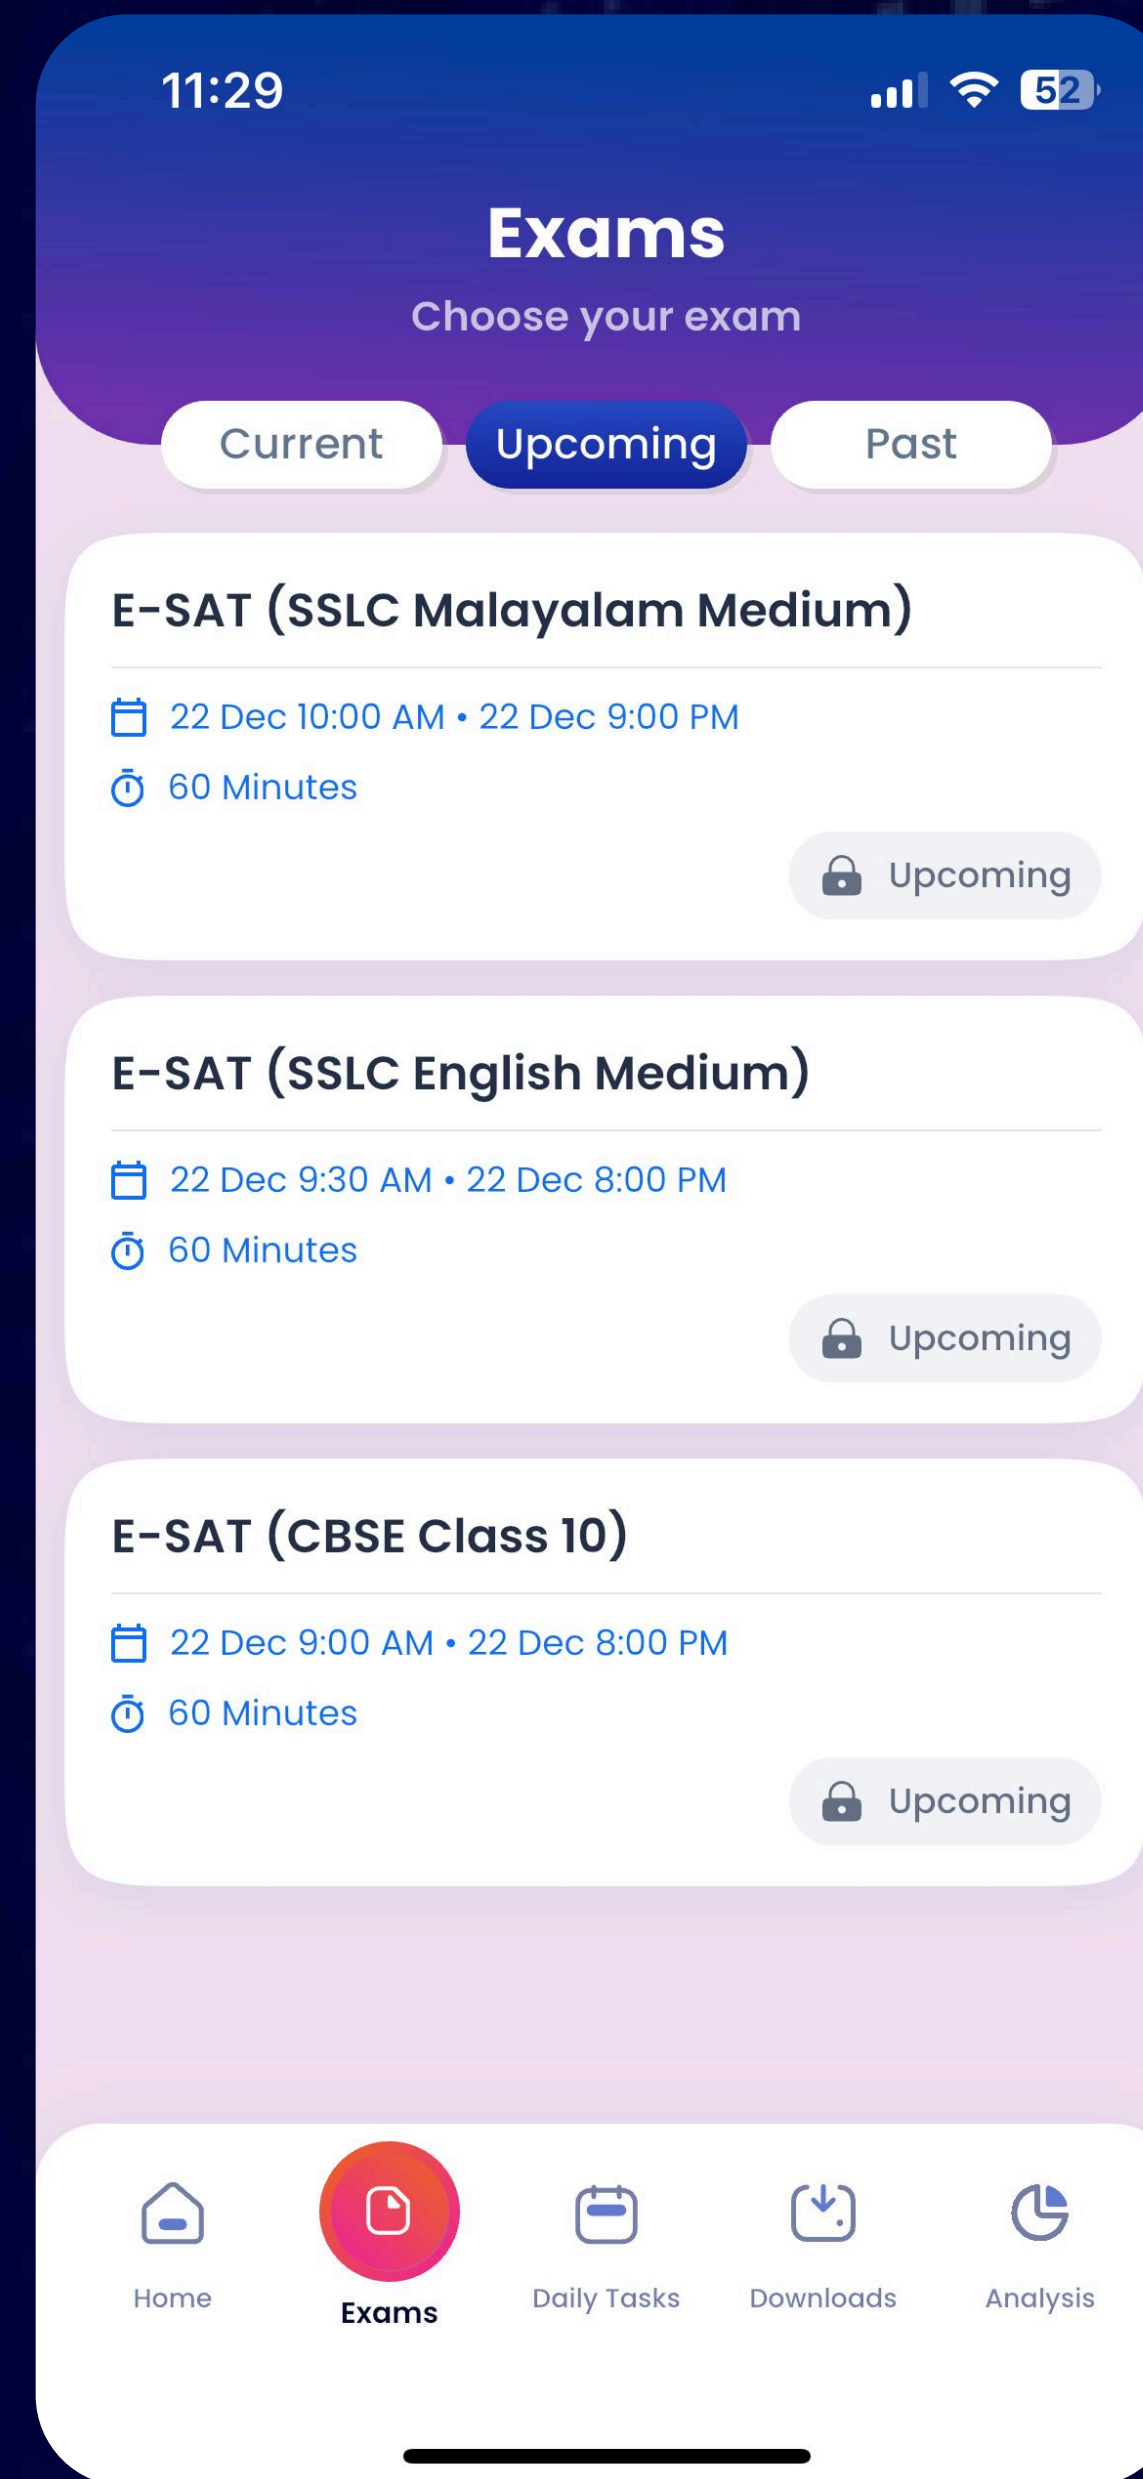 11:29
52
Exams
Choose your exam
Current
Upcoming
Past
E-SAT (SSLC Malayalam Medium)
22 Dec 10:00 AM • 22 Dec 9:00 PM
60 Minutes
Upcoming
E-SAT (SSLC English Medium)
22 Dec 9:30 AM • 22 Dec 8:00 PM
60 Minutes
Upcoming
E-SAT (CBSE Class 10)
22 Dec 9:00 AM • 22 Dec 8:00 PM
60 Minutes
Upcoming
Home
Exams
Daily Tasks
Downloads
Analysis